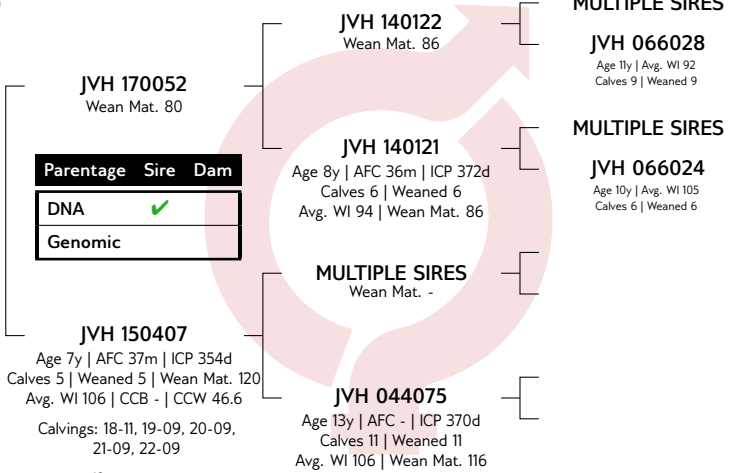 MULTIPLE SIRES
JVH 140122
Wean Mat. 86
JVH 066028
Age 11y | Avg. WI 92
Calves 9 | Weaned 9
JVH 170052
Wean Mat. 80
MULTIPLE SIRES
JVH 140121
Age 8y | AFC 36m | ICP 372d
Calves 6 | Weaned 6
Avg. WI 94 | Wean Mat. 86
JVH 066024
Age 10y | Avg. WI 105
Calves 6 | Weaned 6
Parentage Sire Dam
DNA ✔
Genomic
MULTIPLE SIRES
Wean Mat. -
JVH 150407
Age 7y | AFC 37m | ICP 354d
Calves 5 | Weaned 5 | Wean Mat. 120
Avg. WI 106 | CCB - | CCW 46.6
Calvings: 18-11, 19-09, 20-09,
21-09, 22-09
JVH 044075
Age 13y | AFC - | ICP 370d
Calves 11 | Weaned 11
Avg. WI 106 | Wean Mat. 116